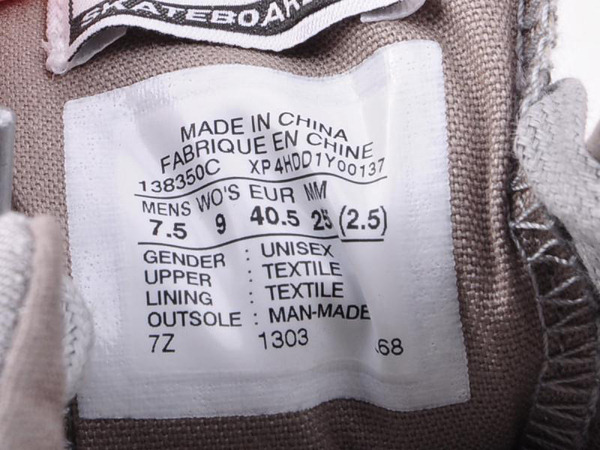 SKATEBOARD
MADE IN CHINA
FABRIQUE EN CHINE
138350C XP4HDD1Y00137
MENS WO'S EUR MM
7.5 9 40.5 25 (2.5)
GENDER : UNISEX
UPPER : TEXTILE
LINING : TEXTILE
OUTSOLE : MAN-MADE
7Z 1303 68